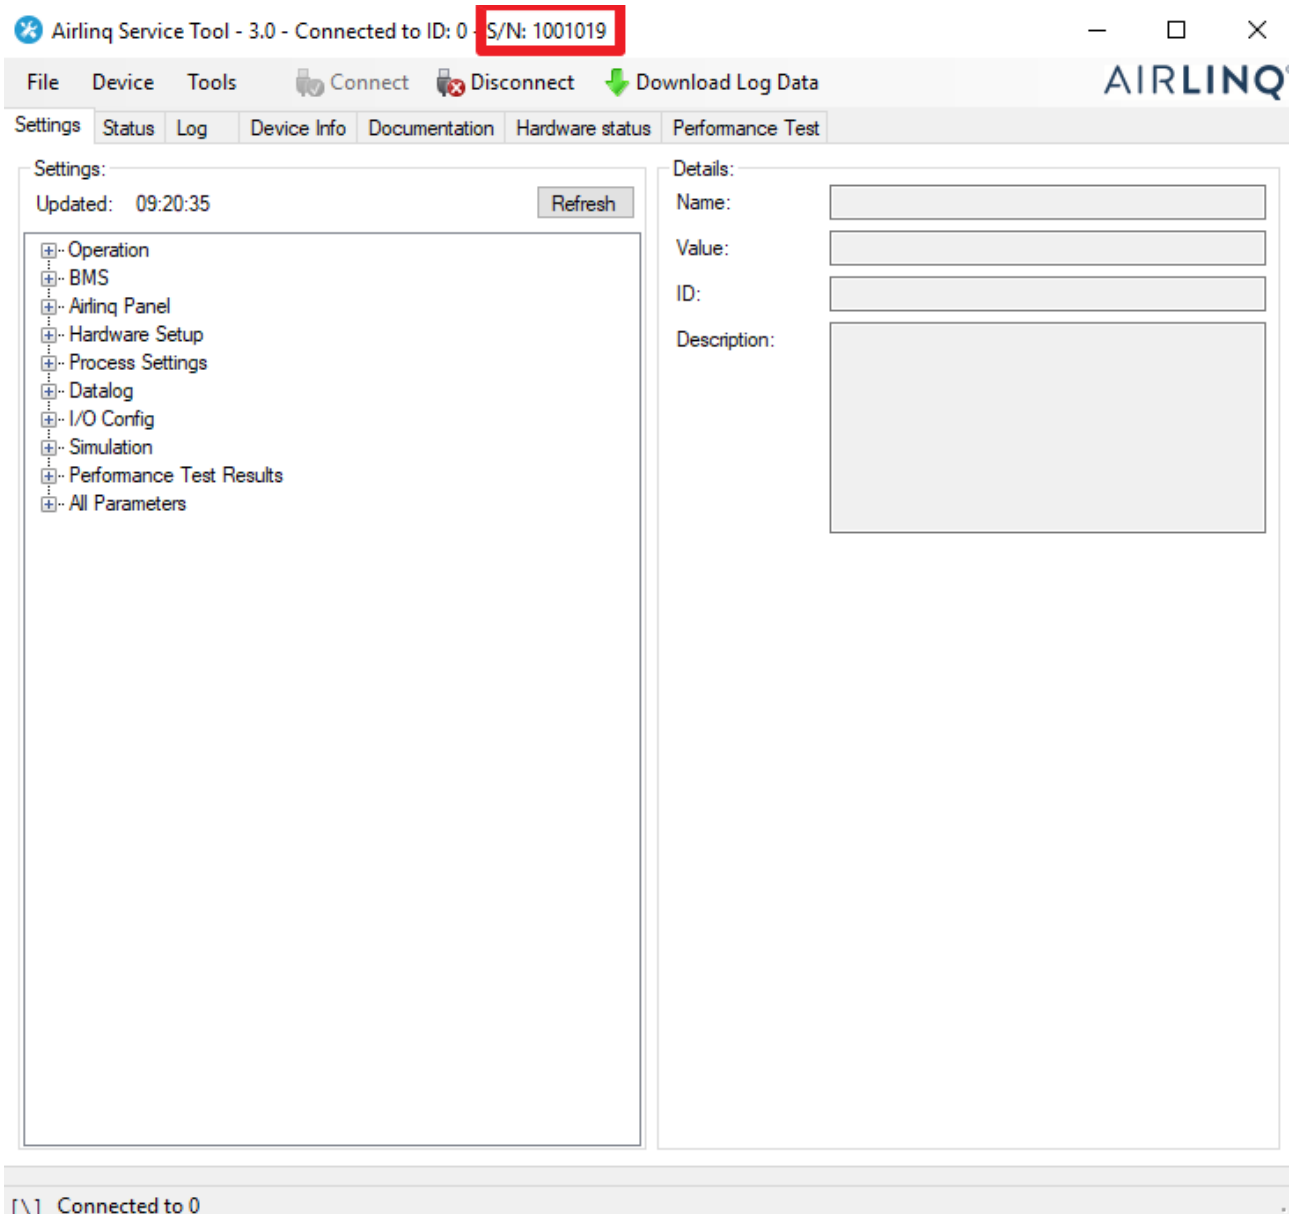 Airlinq Service Tool - 3.0 - Connected to ID: 0 - S/N: 1001019
File Device Tools Connect Disconnect Download Log Data AIRLINQ
Settings Status Log Device Info Documentation Hardware status Performance Test
Settings:
Updated: 09:20:35 Refresh
Operation
BMS
Airlinq Panel
Hardware Setup
Process Settings
Datalog
I/O Config
Simulation
Performance Test Results
All Parameters
Details:
Name:
Value:
ID:
Description:
[\] Connected to 0